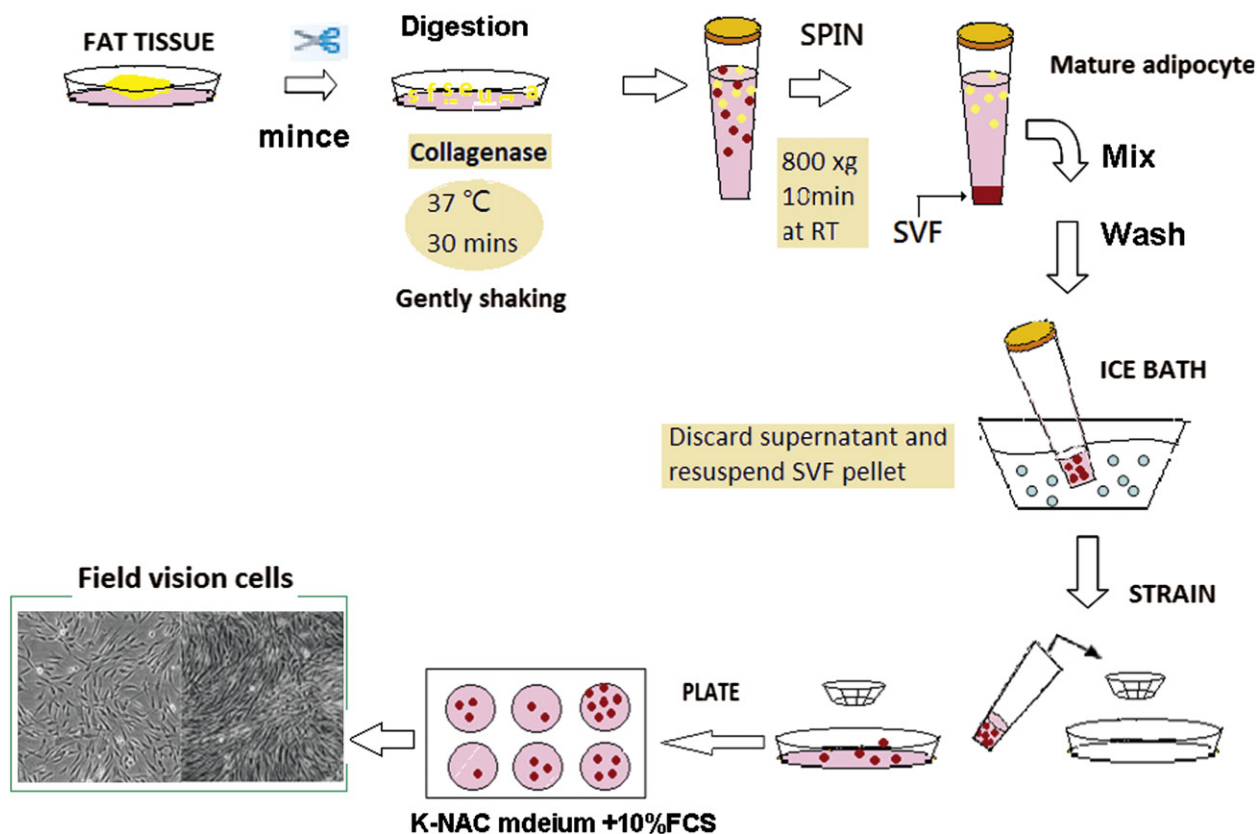 FAT TISSUE
mince
Digestion
Collagenase
37 ℃
30 mins
Gently shaking
SPIN
800 xg
10min
at RT
Mature adipocyte
SVF
Mix
Wash
ICE BATH
Discard supernatant and
resuspend SVF pellet
STRAIN
PLATE
K-NAC mdeium +10%FCS
Field vision cells